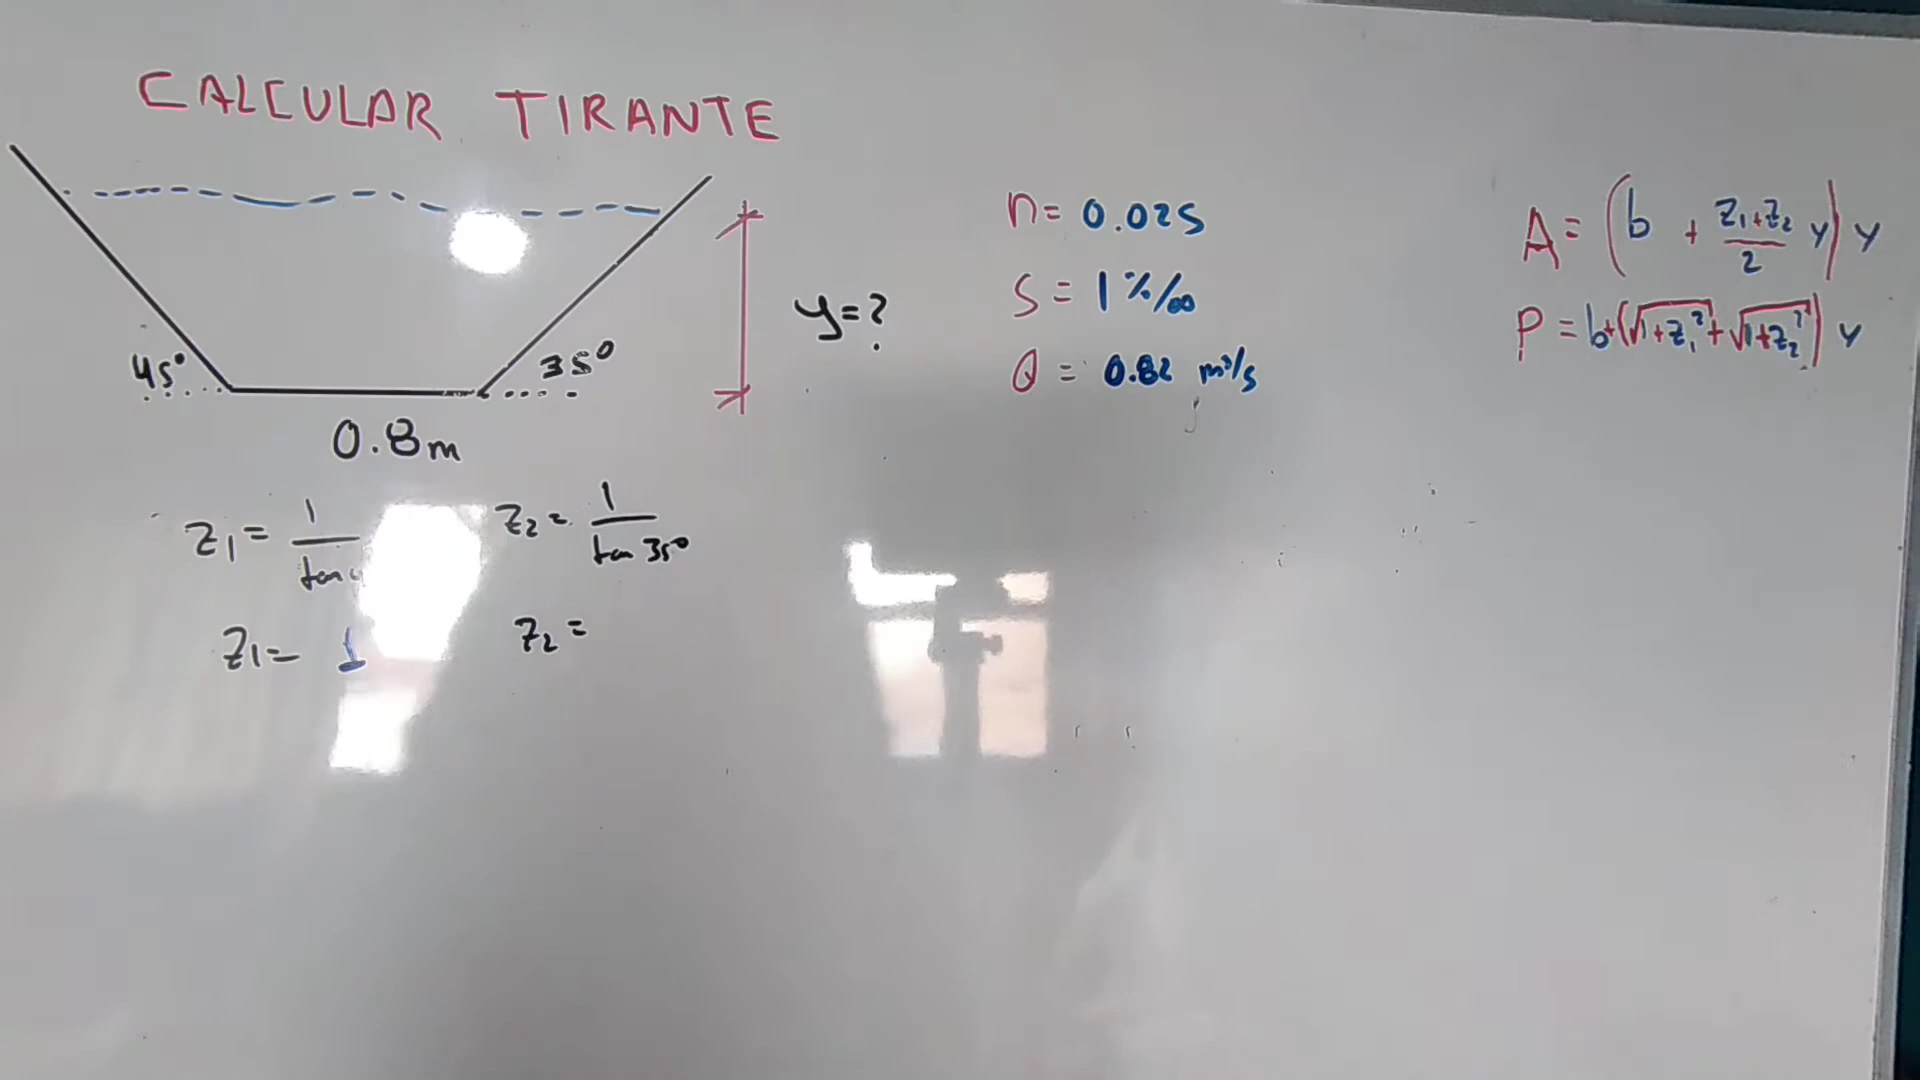 CALCULAR TIRANTE
45°
35°
0.8m
y=?
n= 0.025
S = 1 ‰
Q = 0.82 m³/s
A = (b + z₁+z₂/2 y) y
P = b+(√1+z₁² + √1+z₂²) y
z₁ = 1/tan
z₂ = 1/tan 35°
z₁= 1
z₂ =